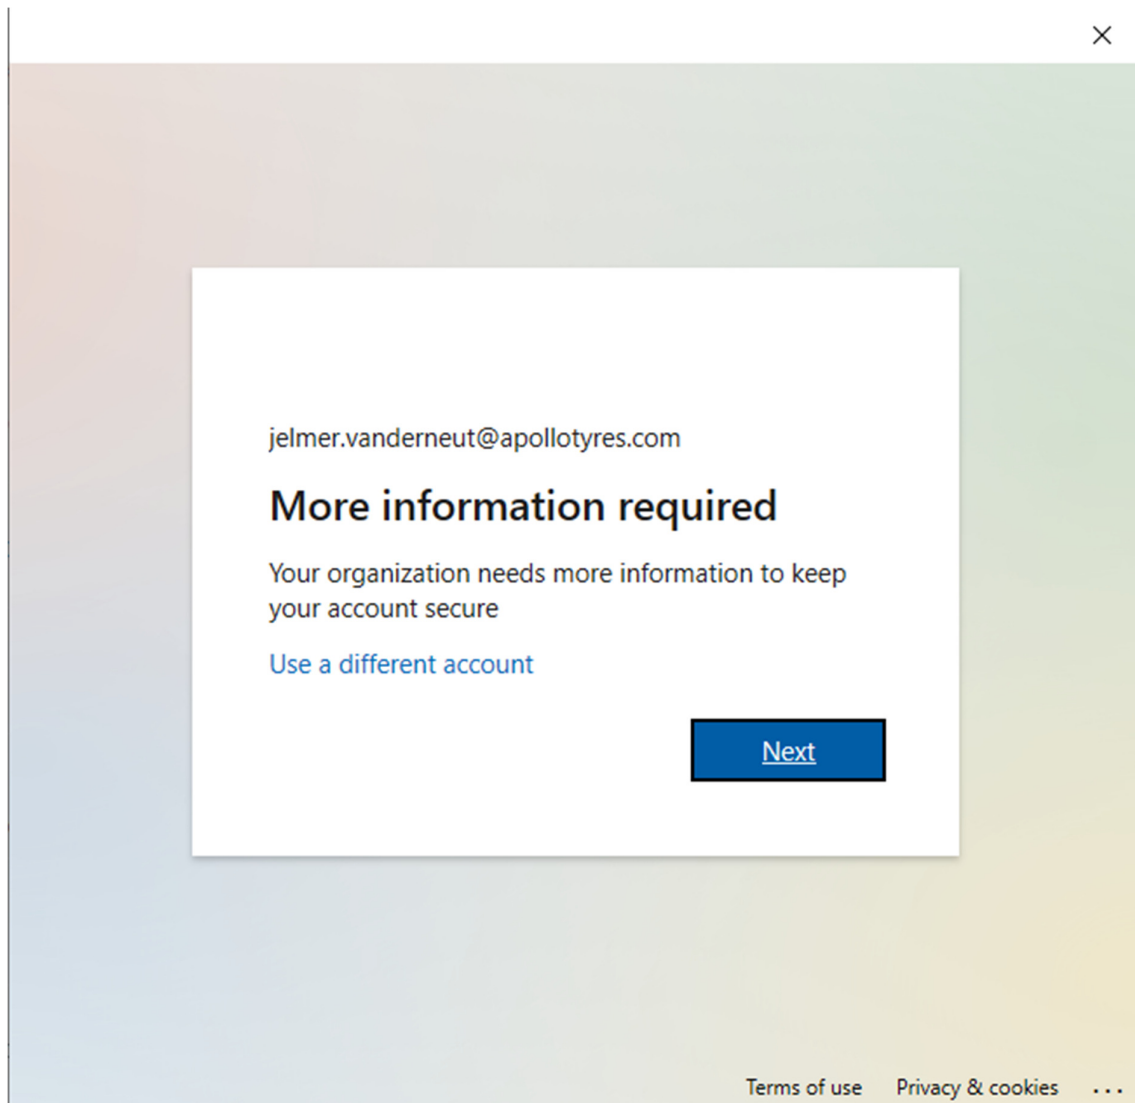 jelmer.vanderneut@apollotyres.com
More information required
Your organization needs more information to keep
your account secure
Use a different account
Next
Terms of use Privacy & cookies ...